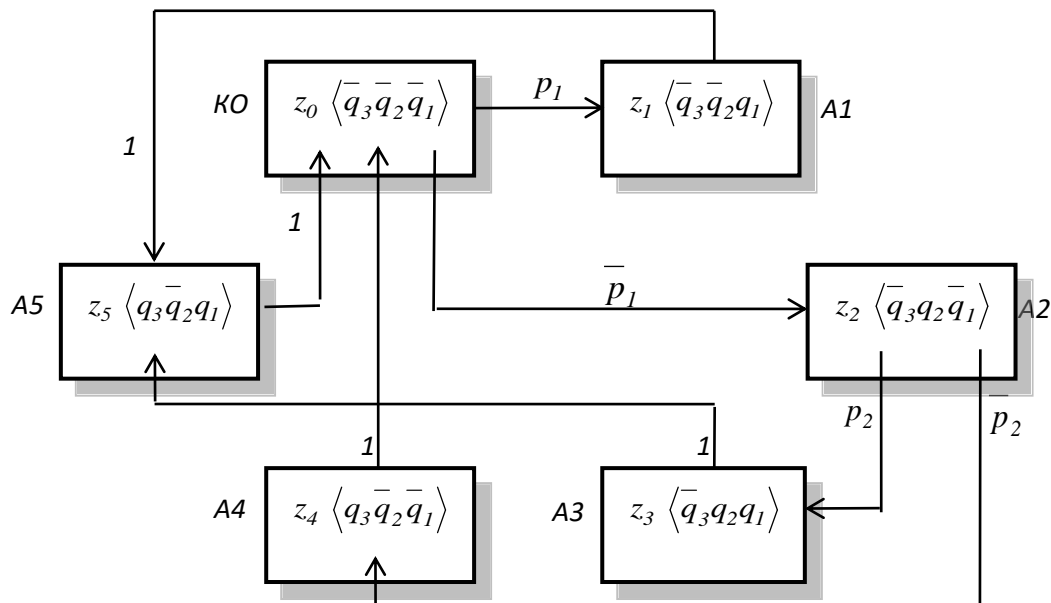 КО
z₀ ⟨q̅₃q̅₂q̅₁⟩
p₁
z₁ ⟨q̅₃q̅₂q₁⟩
A1
1
1
A5
z₅ ⟨q₃q̅₂q₁⟩
p̅₁
z₂ ⟨q̅₃q₂q̅₁⟩
A2
p₂
p̅₂
1
1
A4
z₄ ⟨q₃q̅₂q̅₁⟩
A3
z₃ ⟨q̅₃q₂q₁⟩